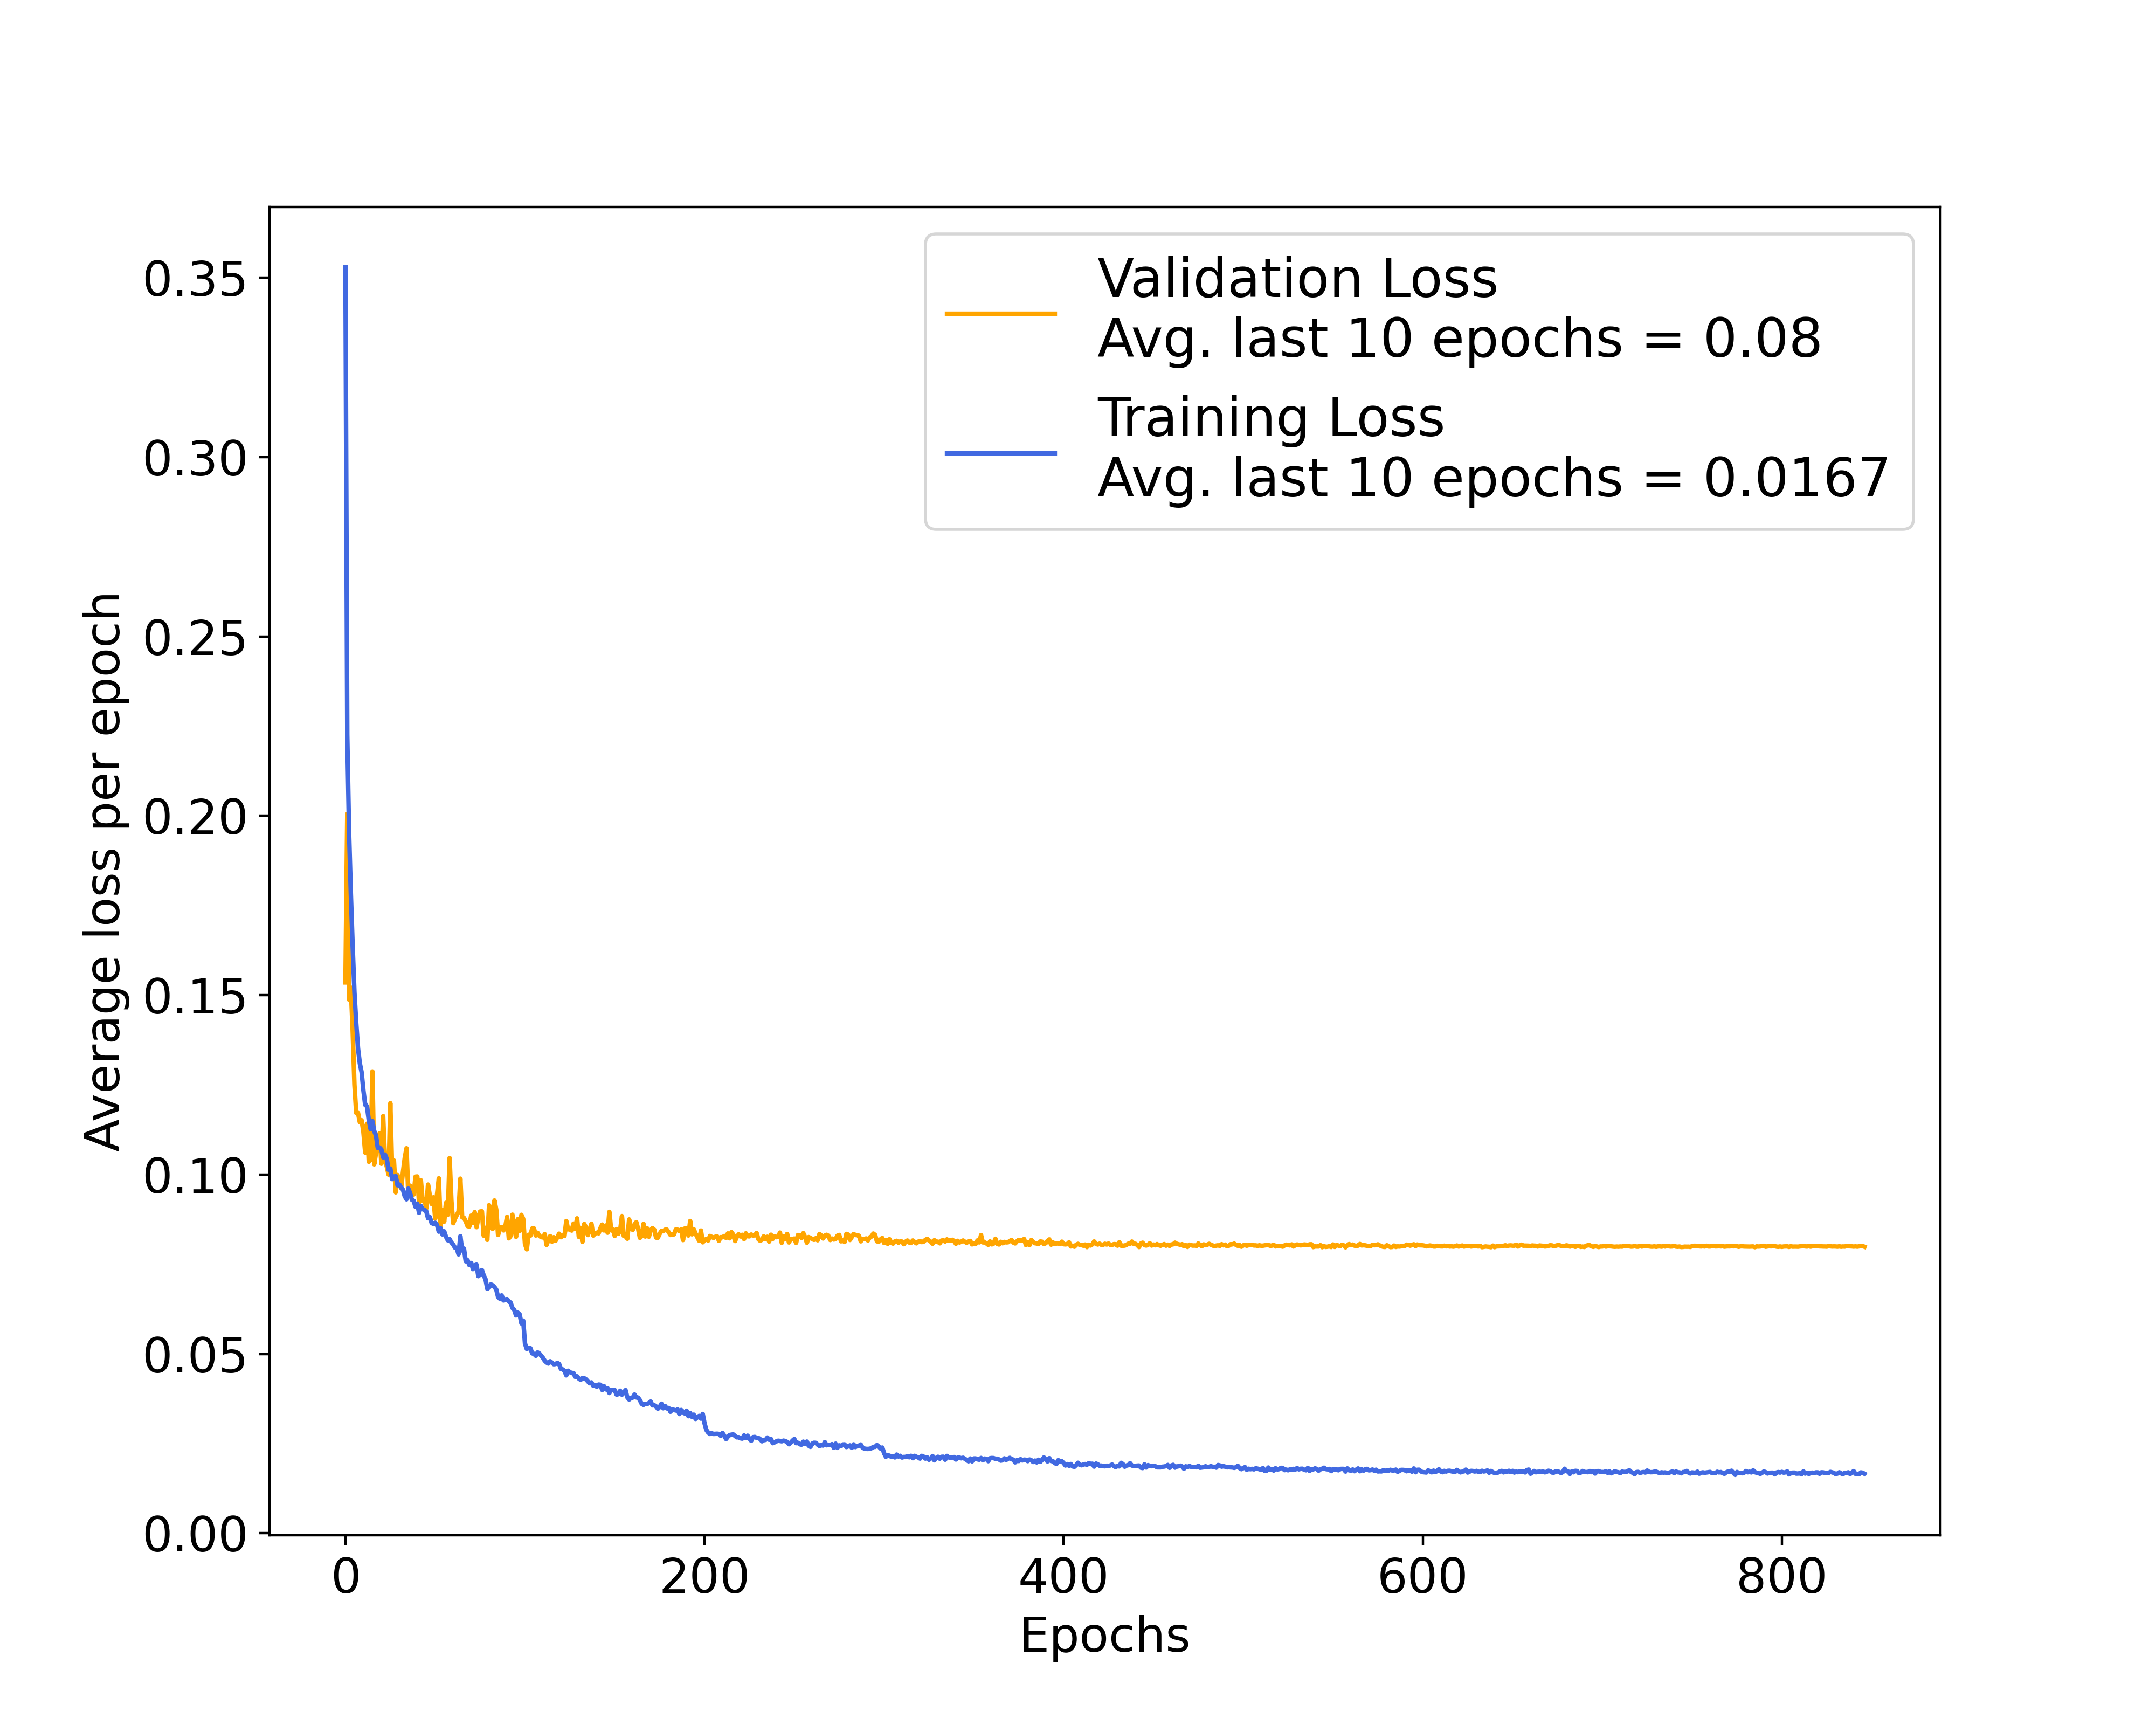 Validation Loss
Avg. last 10 epochs = 0.08
Training Loss
Avg. last 10 epochs = 0.0167
0.35
0.30
0.25
0.20
0.15
0.10
0.05
0.00
Average loss per epoch
0 200 400 600 800
Epochs